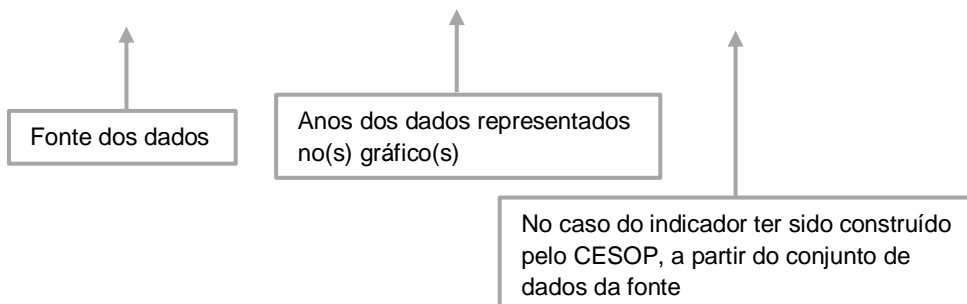 Fonte dos dados
Anos dos dados representados
no(s) gráfico(s)
No caso do indicador ter sido construído
pelo CESOP, a partir do conjunto de
dados da fonte